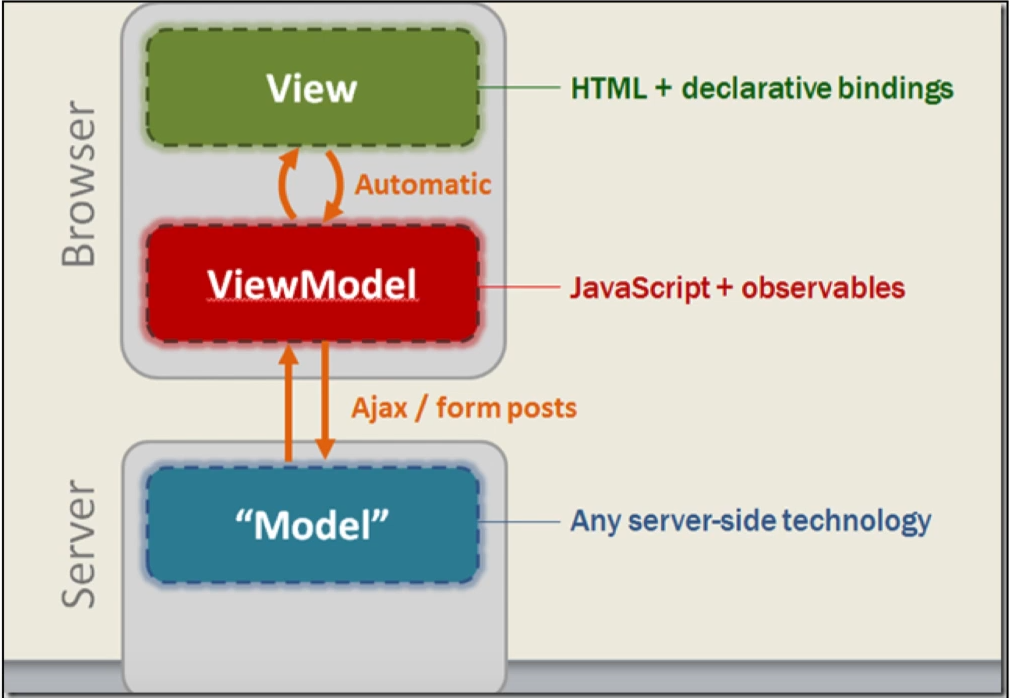 Browser
View
HTML + declarative bindings
Automatic
ViewModel
JavaScript + observables
Ajax / form posts
Server
“Model”
Any server-side technology